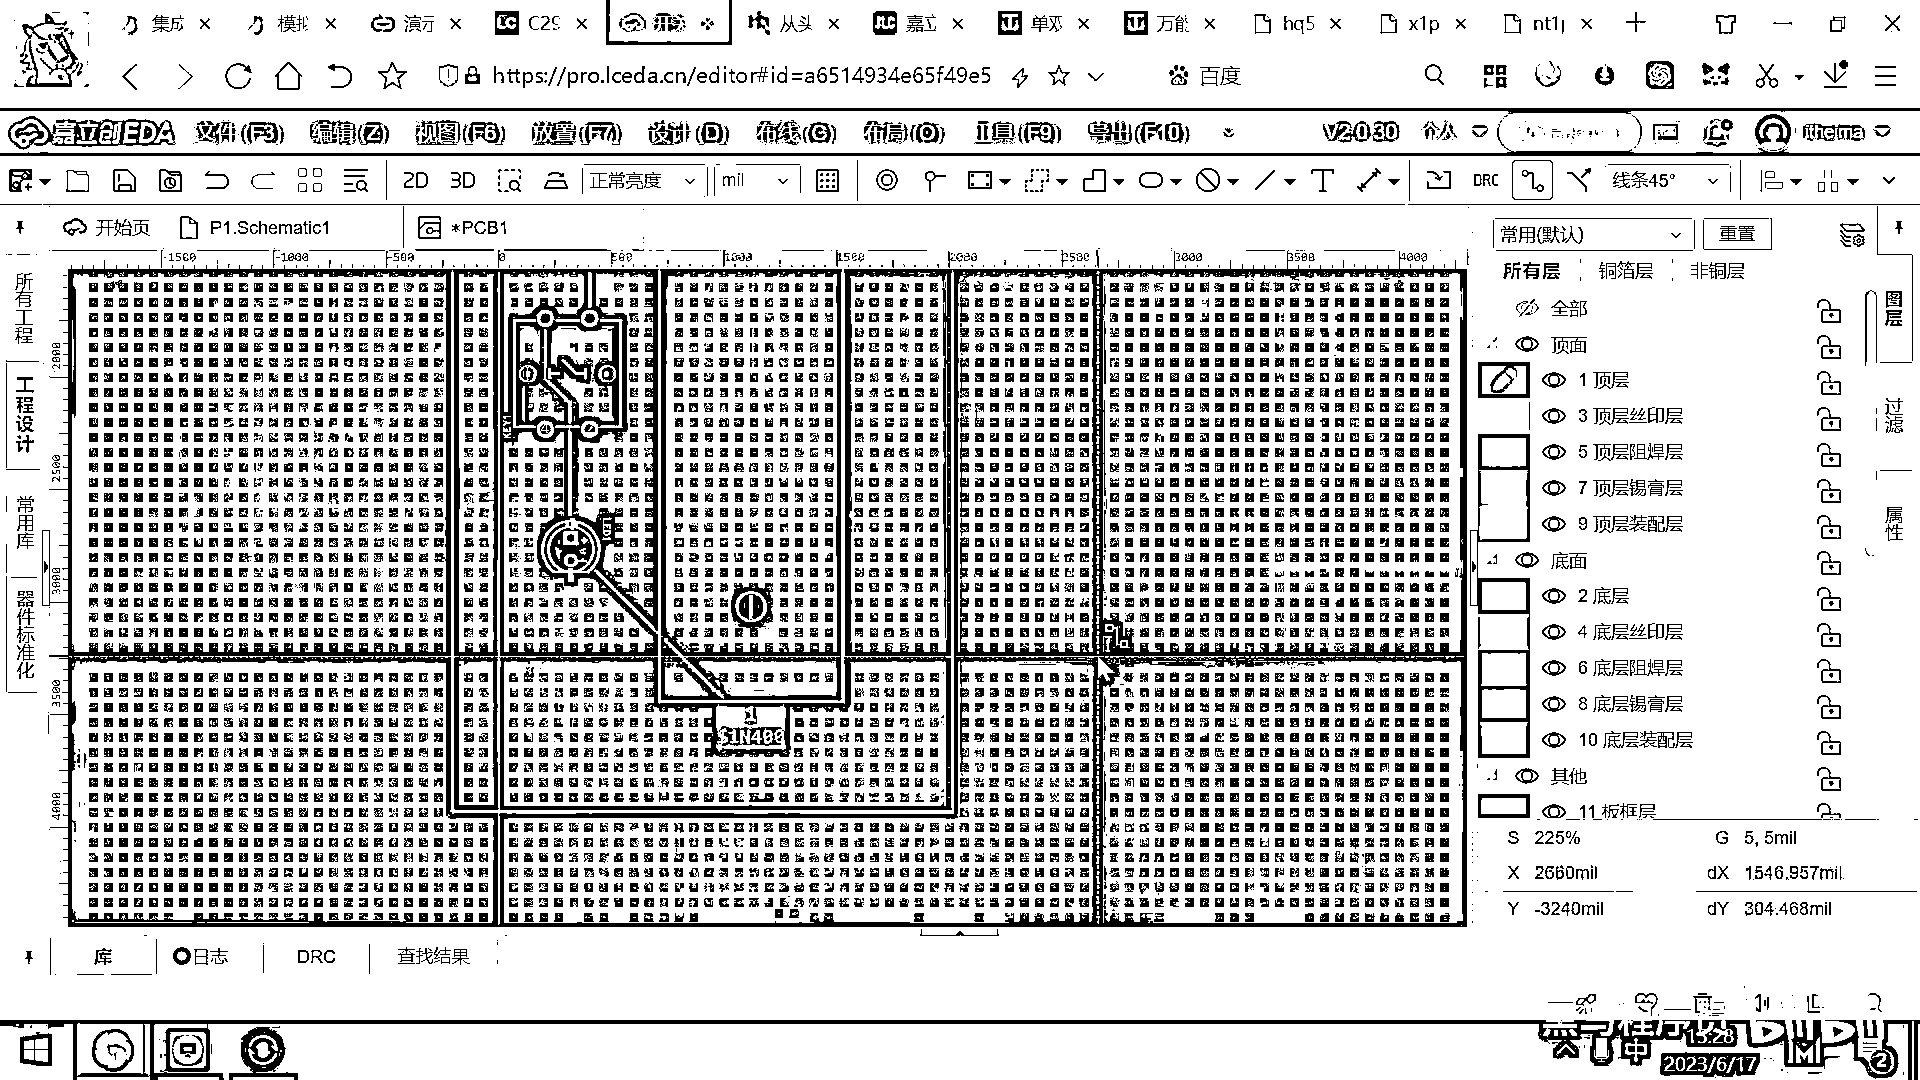 集成 模拟 演示 C29 从头 嘉立 单双 万能 hq5 x1p nt1p
https://pro.lceda.cn/editor#id=a6514934e65f49e5
百度
嘉立创EDA 文件(F3) 编辑(Z) 视图(F6) 放置(F7) 设计(D) 布线(G) 布局(O) 工具(F9) 导出(F10) V2.0.30 个人 itheima
2D 3D 正常亮度 mil DRC 线条45°
开始页 P1.Schematic1 *PCB1
常用(默认) 重置
所有层 铜箔层 非铜层
-1500 -1000 -500 0 500 1000 1500 2000 2500 3000 3500 4000
全部
顶面
1 顶层
3 顶层丝印层
5 顶层阻焊层
7 顶层锡膏层
9 顶层装配层
底面
2 底层
4 底层丝印层
6 底层阻焊层
8 底层锡膏层
10 底层装配层
其他
11 板框层
图层
过滤
属性
所有工程
工程设计
常用库
器件标准化
2000
2500
3000
3500
4000
1
S1N400
S 225% G 5, 5mil
X 2660mil dX 1546.957mil
Y -3240mil dY 304.468mil
库 日志 DRC 查找结果
中
15:28
2023/6/17
2